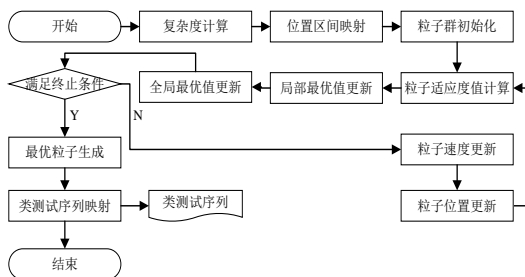 开始
复杂度计算
位置区间映射
粒子群初始化
满足终止条件
全局最优值更新
局部最优值更新
粒子适应度值计算
Y
N
最优粒子生成
粒子速度更新
类测试序列映射
类测试序列
粒子位置更新
结束